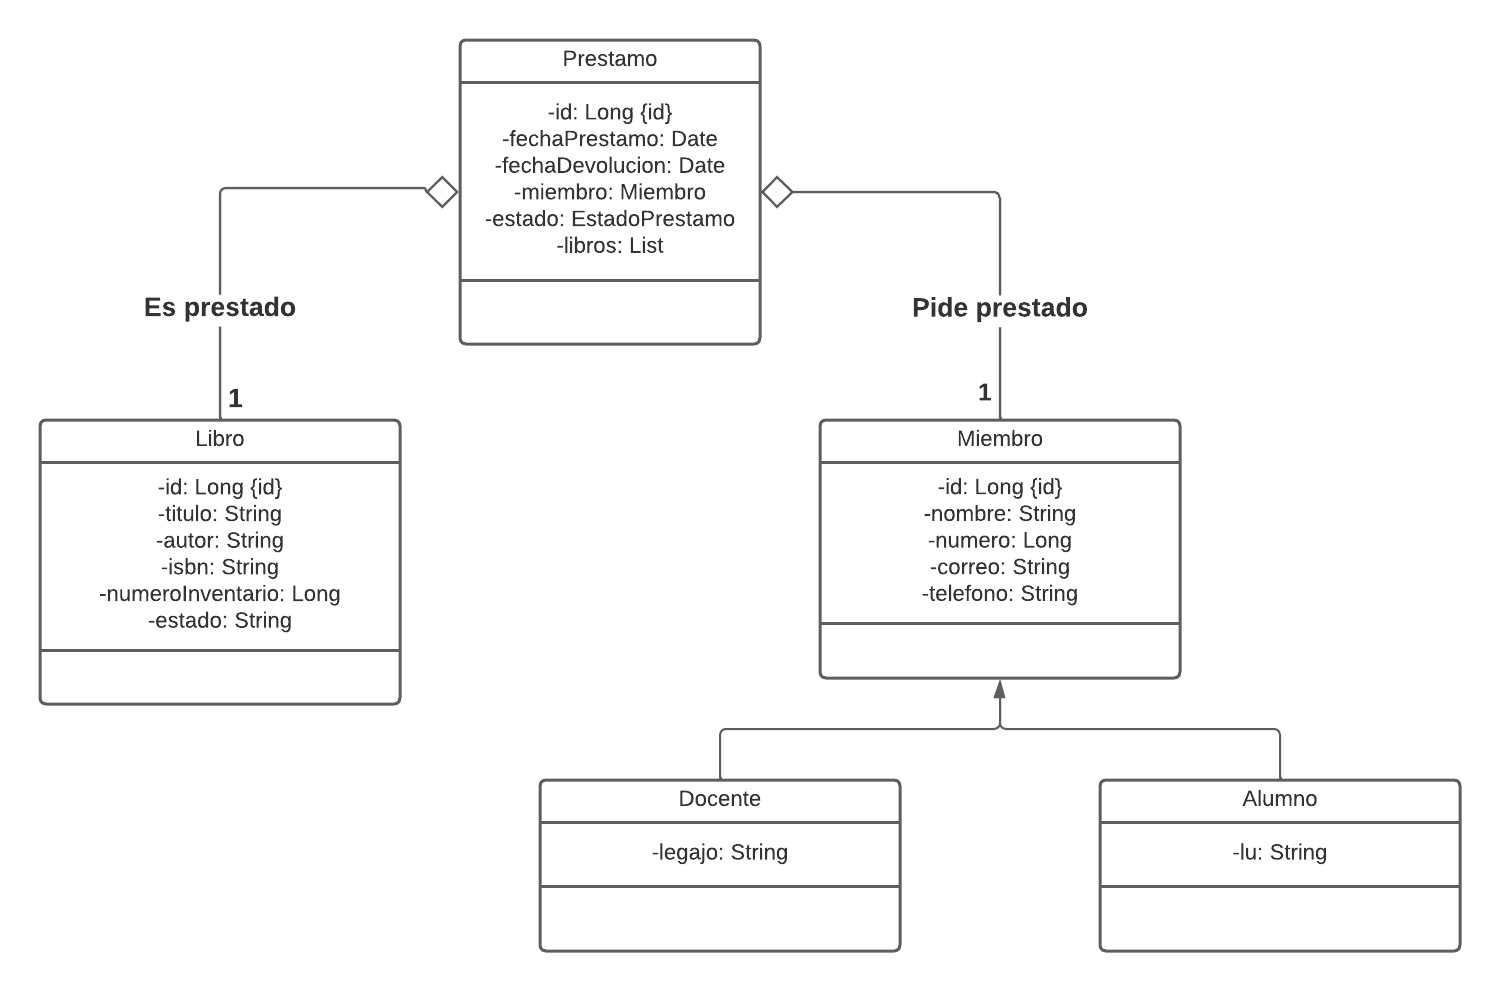 Prestamo
-id: Long {id}
-fechaPrestamo: Date
-fechaDevolucion: Date
-miembro: Miembro
-estado: EstadoPrestamo
-libros: List
Es prestado
Pide prestado
1
1
Libro
-id: Long {id}
-titulo: String
-autor: String
-isbn: String
-numeroInventario: Long
-estado: String
Miembro
-id: Long {id}
-nombre: String
-numero: Long
-correo: String
-telefono: String
Docente
-legajo: String
Alumno
-lu: String